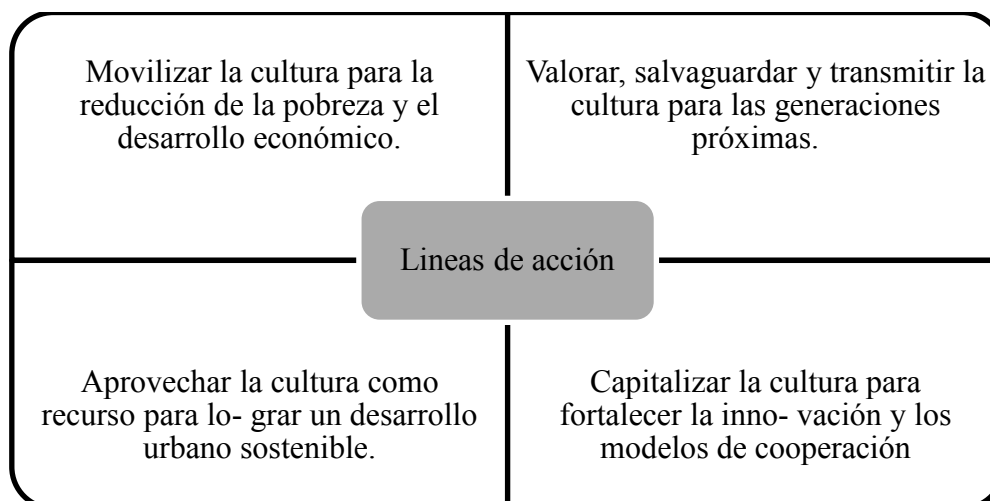 Movilizar la cultura para la
reducción de la pobreza y el
desarrollo económico.
Valorar, salvaguardar y transmitir la
cultura para las generaciones
próximas.
Lineas de acción
Aprovechar la cultura como
recurso para lo- grar un desarrollo
urbano sostenible.
Capitalizar la cultura para
fortalecer la inno- vación y los
modelos de cooperación